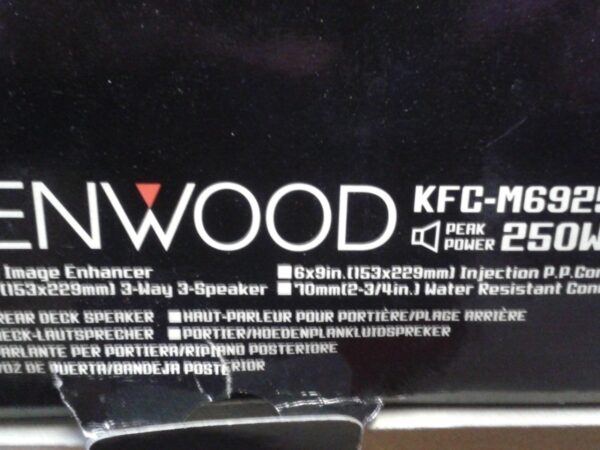 ENWOOD
KFC-M692
PEAK POWER 250W
Image Enhancer
(153x229mm) 3-Way 3-Speaker
6x9in.(153x229mm) Injection P.P.Con
70mm(2-3/4in.) Water Resistant Con
REAR DECK SPEAKER ■HAUT-PARLEUR POUR PORTIÈRE/PLAGE ARRIÈRE
ECK-LAUTSPRECHER ■PORTIER/HOEDENPLANKLUIDSPREKER
ARLANTE PER PORTIERA/RIPIANO POSTERIORE
OZ DE PUERTA/BANDEJA POSTERIOR